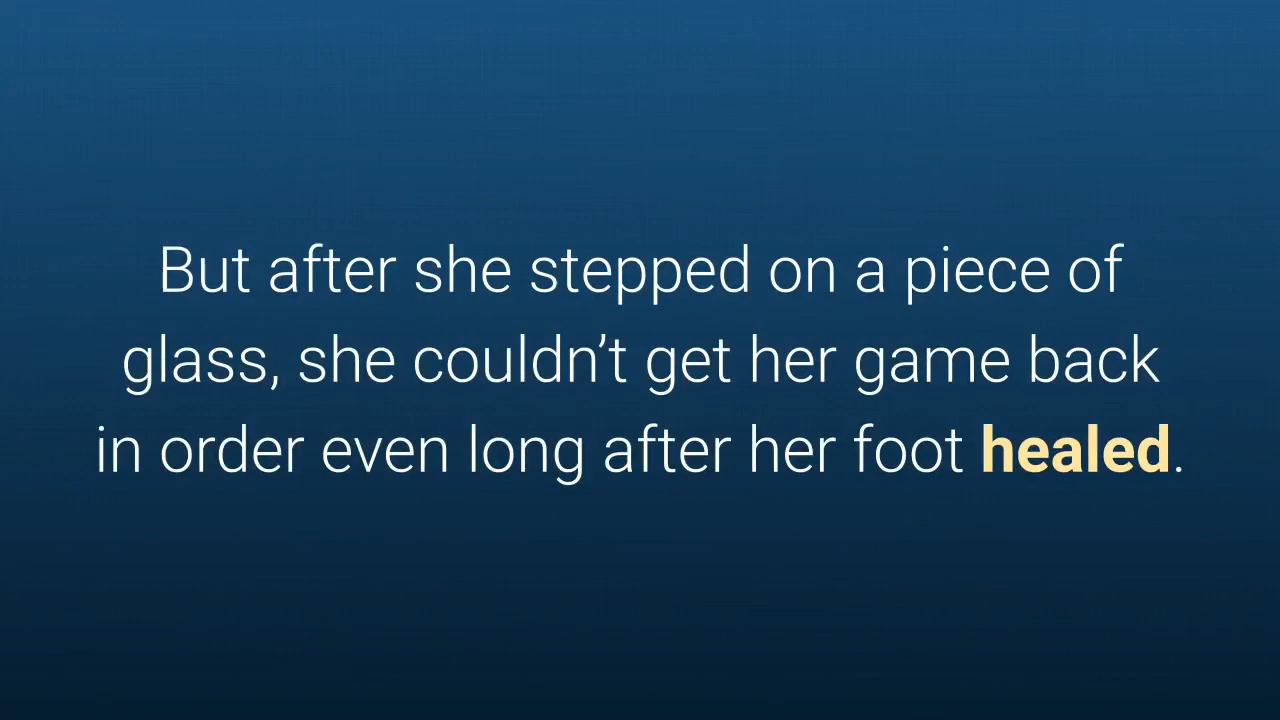 But after she stepped on a piece of
glass, she couldn’t get her game back
in order even long after her foot healed.